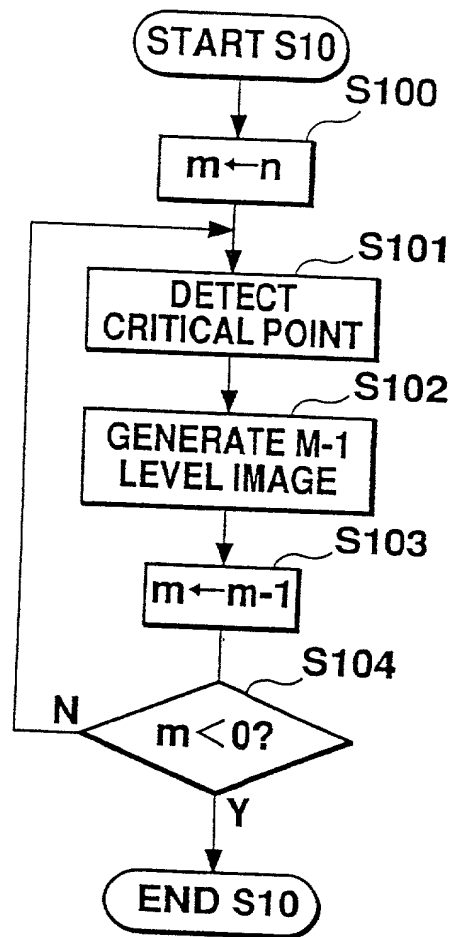 START S10
S100
m←n
S101
DETECT
CRITICAL POINT
S102
GENERATE M-1
LEVEL IMAGE
S103
m←m-1
S104
N
m<0?
Y
END S10